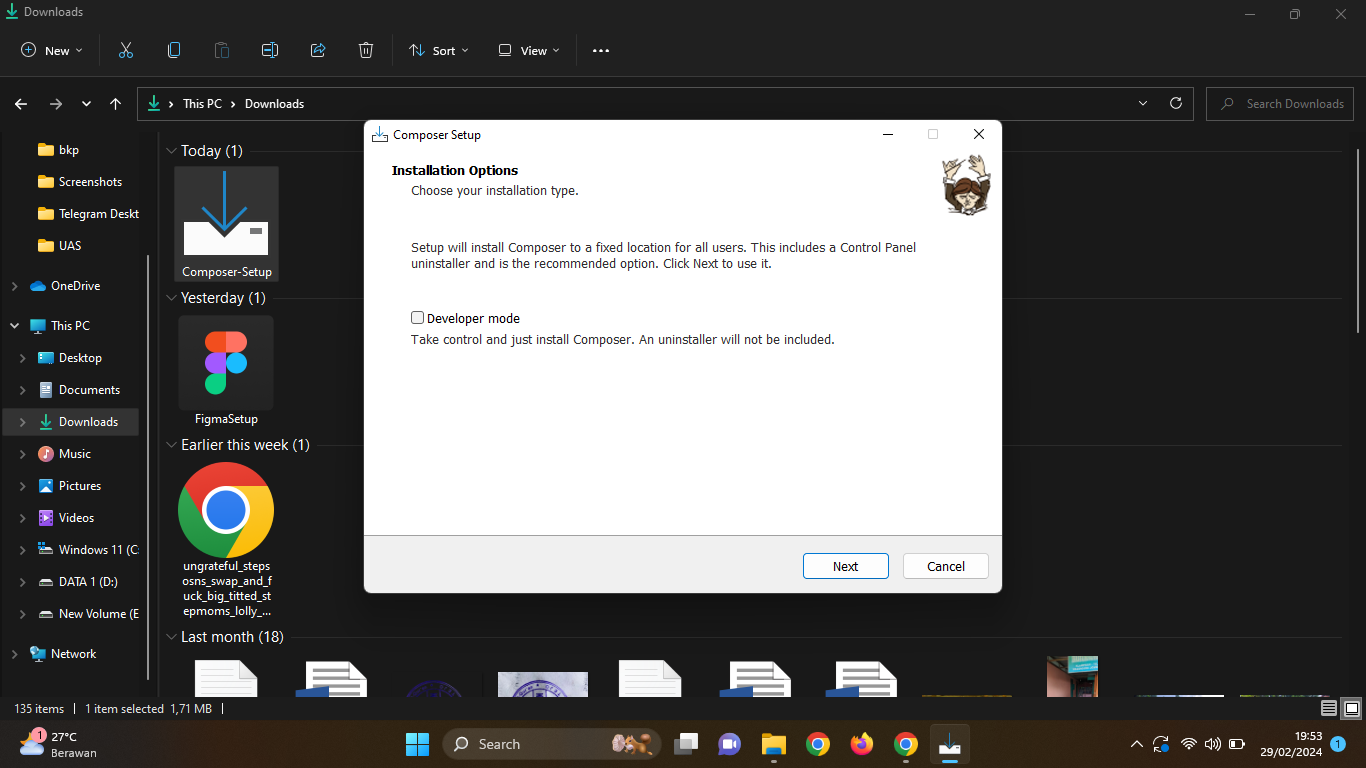 Downloads
New
Sort
View
This PC
Downloads
Search Downloads
bkp
Screenshots
Telegram Deskt
UAS
OneDrive
This PC
Desktop
Documents
Downloads
Music
Pictures
Videos
Windows 11 (C
DATA 1 (D:)
New Volume (E
Network
Today (1)
Composer-Setup
Yesterday (1)
FigmaSetup
Earlier this week (1)
ungrateful_steps
osns_swap_and_f
uck_big_titted_st
epmoms_lolly_...
Last month (18)
Composer Setup
Installation Options
Choose your installation type.
Setup will install Composer to a fixed location for all users. This includes a Control Panel
uninstaller and is the recommended option. Click Next to use it.
Developer mode
Take control and just install Composer. An uninstaller will not be included.
Next
Cancel
135 items
1 item selected 1,71 MB
1
27°C
Berawan
Search
19:53
29/02/2024
1